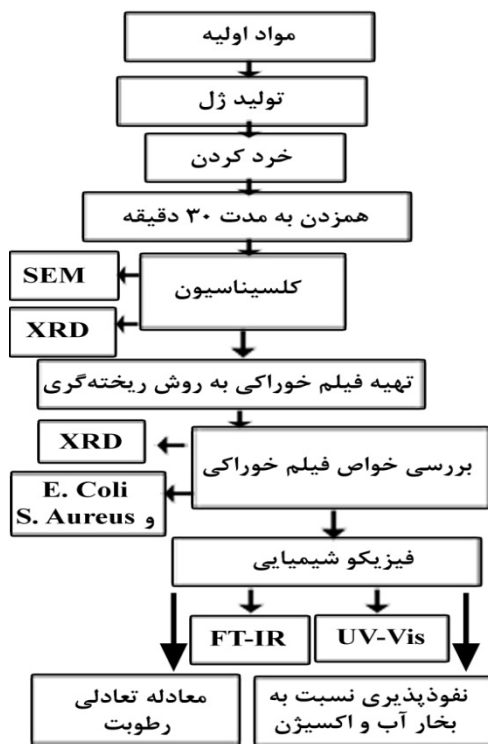 مواد اولیه
تولید ژل
خرد کردن
همزدن به مدت ۳۰ دقیقه
کلسیناسیون
SEM
XRD
تهیه فیلم خوراکی به روش ریخته‌گری
بررسی خواص فیلم خوراکی
XRD
E. Coli
و S. Aureus
فیزیکو شیمیایی
UV-Vis
FT-IR
نفوذپذیری نسبت به
بخار آب و اکسیژن
معادله تعادلی
رطوبت